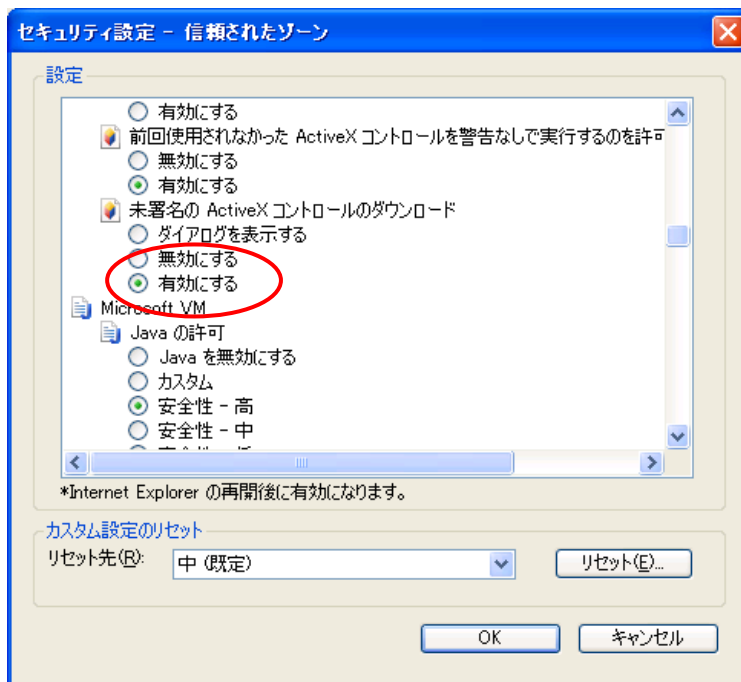 セキュリティ設定 - 信頼されたゾーン
設定
有効にする
前回使用されなかった ActiveX コントロールを警告なしで実行するのを許可
無効にする
有効にする
未署名の ActiveX コントロールのダウンロード
ダイアログを表示する
無効にする
有効にする
Microsoft VM
Java の許可
Java を無効にする
カスタム
安全性 - 高
安全性 - 中
*Internet Explorer の再開後に有効になります。
カスタム設定のリセット
リセット先(R): 中 (既定) リセット(E)...
OK キャンセル